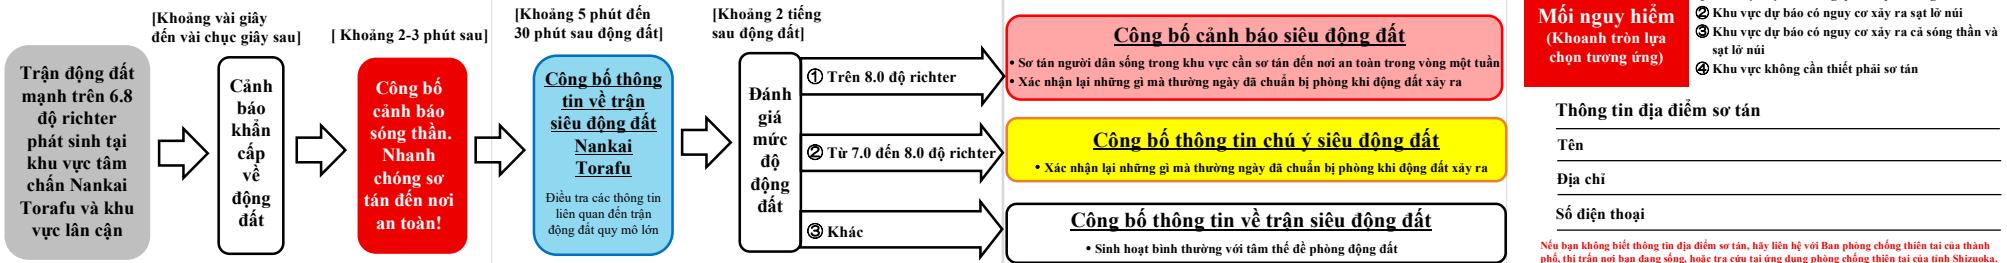 Trận động đất
mạnh trên 6.8
độ richter
phát sinh tại
khu vực tâm
chấn Nankai
Torafu và khu
vực lân cận
[Khoảng vài giây
đến vài chục giây sau]
Cảnh
báo
khẩn
cấp
về
động
đất
[ Khoảng 2-3 phút sau]
Công bố
cảnh báo
sóng thần.
Nhanh
chóng sơ
tán đến nơi
an toàn!
[Khoảng 5 phút đến
30 phút sau động đất]
Công bố thông
tin về trận
siêu động đất
Nankai
Torafu
Điều tra các thông tin
liên quan đến trận
động đất quy mô lớn
[Khoảng 2 tiếng
sau động đất]
Đánh
giá
mức
độ
động
đất
① Trên 8.0 độ richter
Công bố cảnh báo siêu động đất
• Sơ tán người dân sống trong khu vực cần sơ tán đến nơi an toàn trong vòng một tuần
• Xác nhận lại những gì mà thường ngày đã chuẩn bị phòng khi động đất xảy ra
② Từ 7.0 đến 8.0 độ richter
Công bố thông tin chú ý siêu động đất
• Xác nhận lại những gì mà thường ngày đã chuẩn bị phòng khi động đất xảy ra
③ Khác
Công bố thông tin về trận siêu động đất
• Sinh hoạt bình thường với tâm thế đề phòng động đất
Mối nguy hiểm
(Khoanh tròn lựa
chọn tương ứng)
② Khu vực dự báo có nguy cơ xảy ra sạt lở núi
③ Khu vực dự báo có nguy cơ xảy ra cả sóng thần và
sạt lở núi
④ Khu vực không cần thiết phải sơ tán
Thông tin địa điểm sơ tán
Tên
Địa chỉ
Số điện thoại
Nếu bạn không biết thông tin địa điểm sơ tán, hãy liên hệ với Ban phòng chống thiên tai của thành
phố, thị trấn nơi bạn đang sống, hoặc tra cứu tại ứng dụng phòng chống thiên tai của tỉnh Shizuoka.